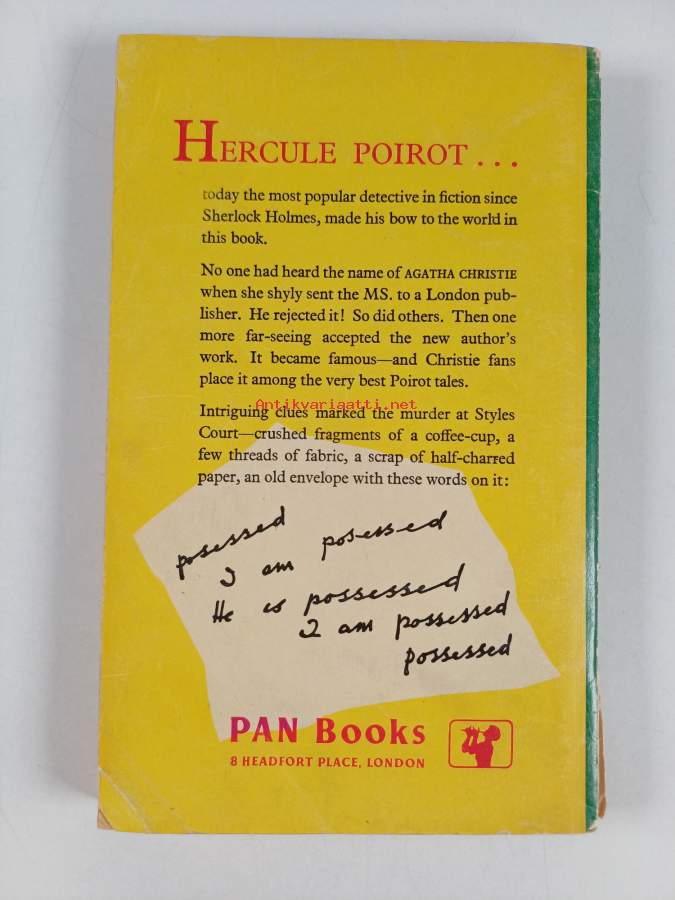 HERCULE POIROT...
today the most popular detective in fiction since
Sherlock Holmes, made his bow to the world in
this book.
No one had heard the name of AGATHA CHRISTIE
when she shyly sent the MS. to a London pub-
lisher. He rejected it! So did others. Then one
more far-seeing accepted the new author's
work. It became famous—and Christie fans
place it among the very best Poirot tales.
Antikvariaatti.net
Intriguing clues marked the murder at Styles
Court—crushed fragments of a coffee-cup, a
few threads of fabric, a scrap of half-charred
paper, an old envelope with these words on it:
posessed
I am posessed
He is possessed
I am possessed
possessed
PAN Books
8 HEADFORT PLACE, LONDON